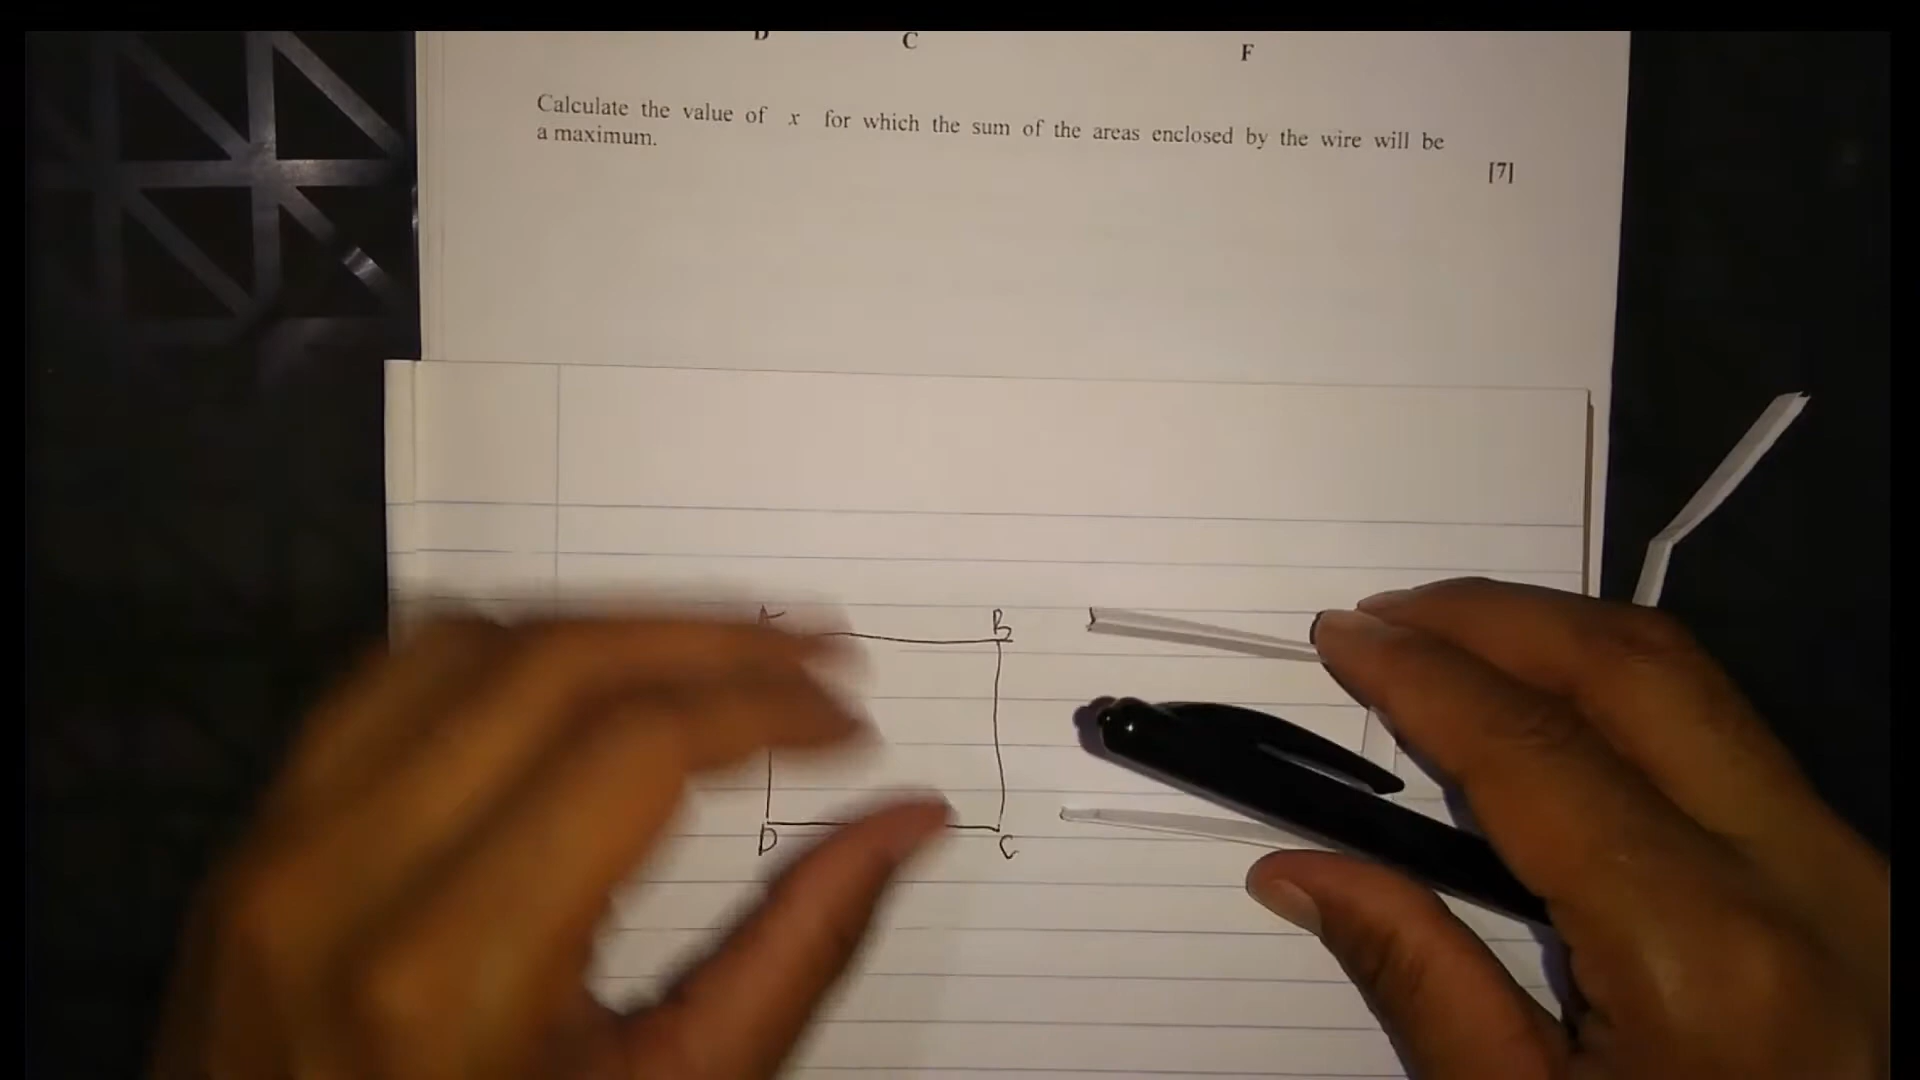 D C F
Calculate the value of x for which the sum of the areas enclosed by the wire will be
a maximum.
[7]
A B
D C